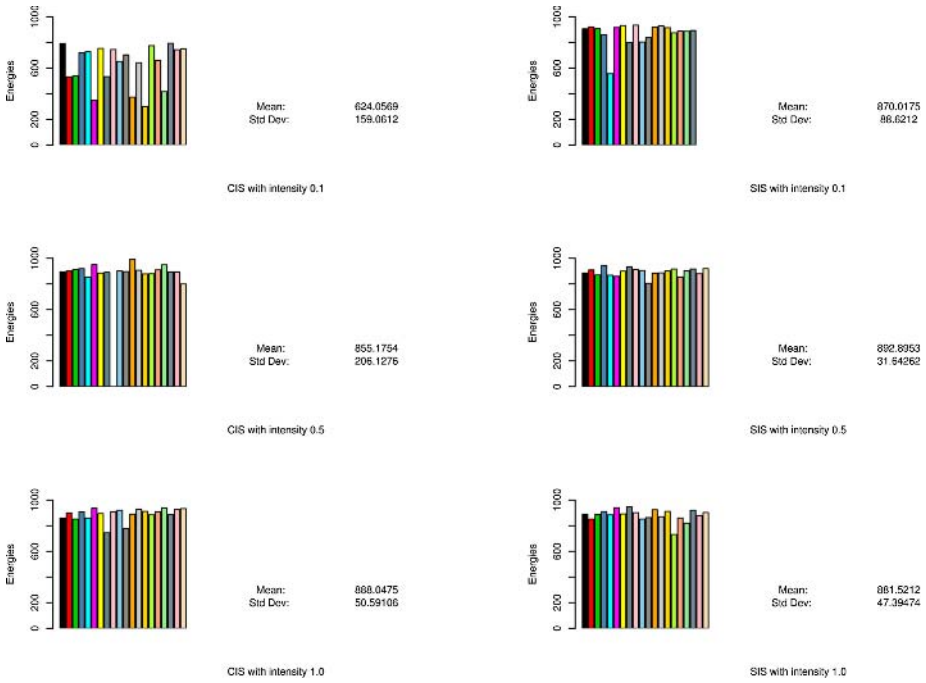 1000
600
200
0
Energies
Mean: 624.0569
Std Dev: 159.0612
CIS with intensity 0.1
1000
600
200
0
Energies
Mean: 870.0175
Std Dev: 88.6212
SIS with intensity 0.1
1000
600
200
0
Energies
Mean: 855.1754
Std Dev: 206.1276
CIS with intensity 0.5
1000
600
200
0
Energies
Mean: 892.8953
Std Dev: 31.64262
SIS with intensity 0.5
1000
600
200
0
Energies
Mean: 888.0475
Std Dev: 50.59106
CIS with intensity 1.0
1000
600
200
0
Energies
Mean: 881.5212
Std Dev: 47.39474
SIS with intensity 1.0